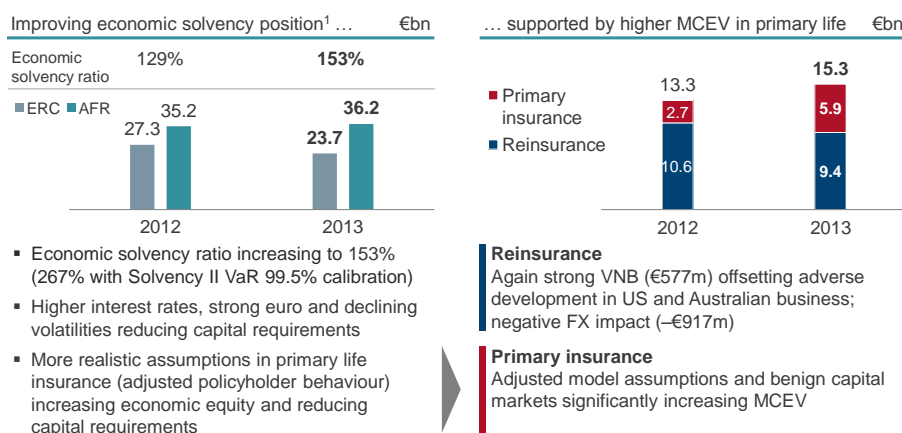 Improving economic solvency position¹ … €bn
Economic
solvency ratio
129% 153%
ERC AFR
27.3 35.2 23.7 36.2
2012 2013
▪ Economic solvency ratio increasing to 153%
(267% with Solvency II VaR 99.5% calibration)
▪ Higher interest rates, strong euro and declining
volatilities reducing capital requirements
▪ More realistic assumptions in primary life
insurance (adjusted policyholder behaviour)
increasing economic equity and reducing
capital requirements
… supported by higher MCEV in primary life €bn
Primary
insurance
Reinsurance
13.3 15.3
2.7 5.9
10.6 9.4
2012 2013
Reinsurance
Again strong VNB (€577m) offsetting adverse
development in US and Australian business;
negative FX impact (–€917m)
Primary insurance
Adjusted model assumptions and benign capital
markets significantly increasing MCEV